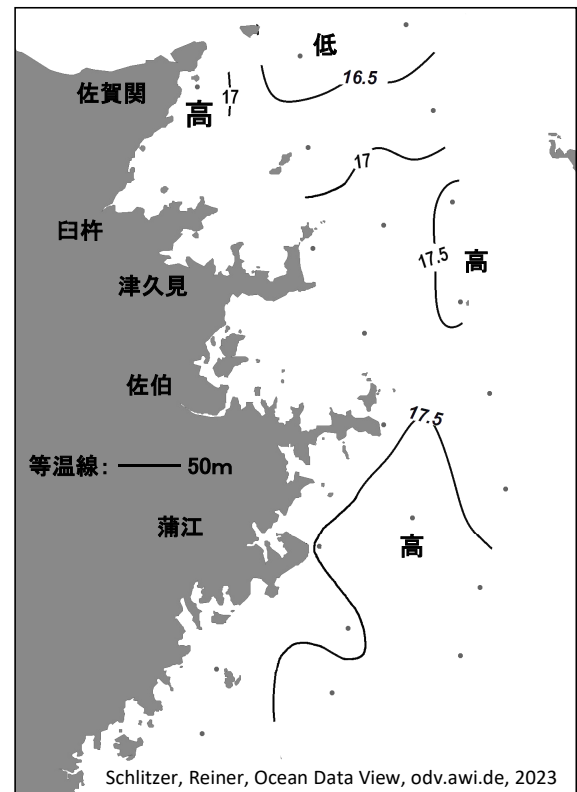 低
佐賀関
16.5
17
高
17
臼杵
17.5
高
津久見
佐伯
17.5
等温線: 50m
蒲江
高
Schlitzer, Reiner, Ocean Data View, odv.awi.de, 2023